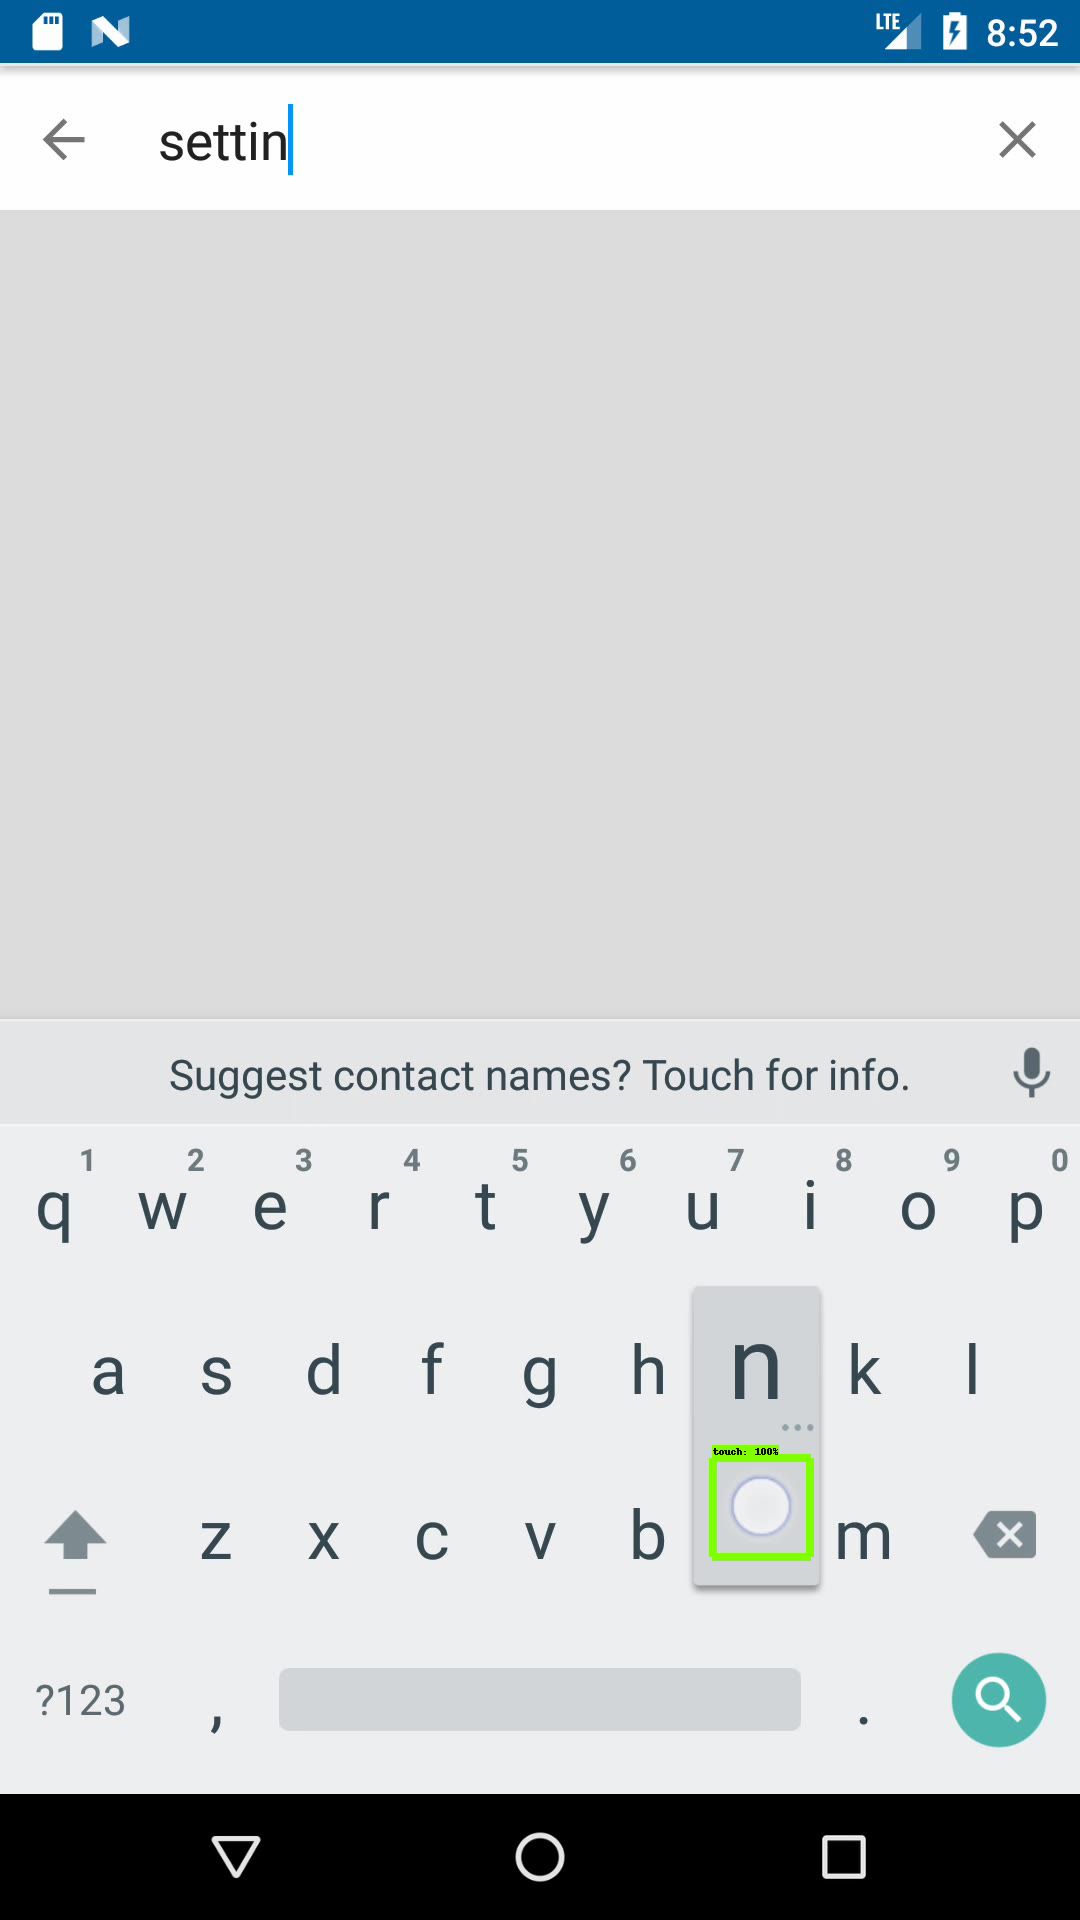 LTE 8:52
settin
Suggest contact names? Touch for info.
1 2 3 4 5 6 7 8 9 0
q w e r t y u i o p
a s d f g h n k l
touch: 100%
z x c v b m
?123 , .